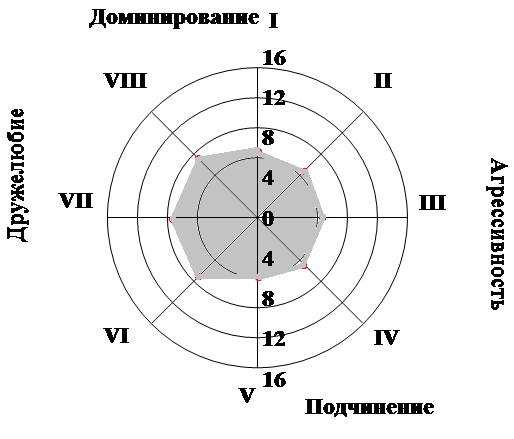 Доминирование I
16
VIII
II
12
8
Дружелюбие
4
VII
0
III
Агрессивность
4
8
VI
12
IV
16
V
Подчинение